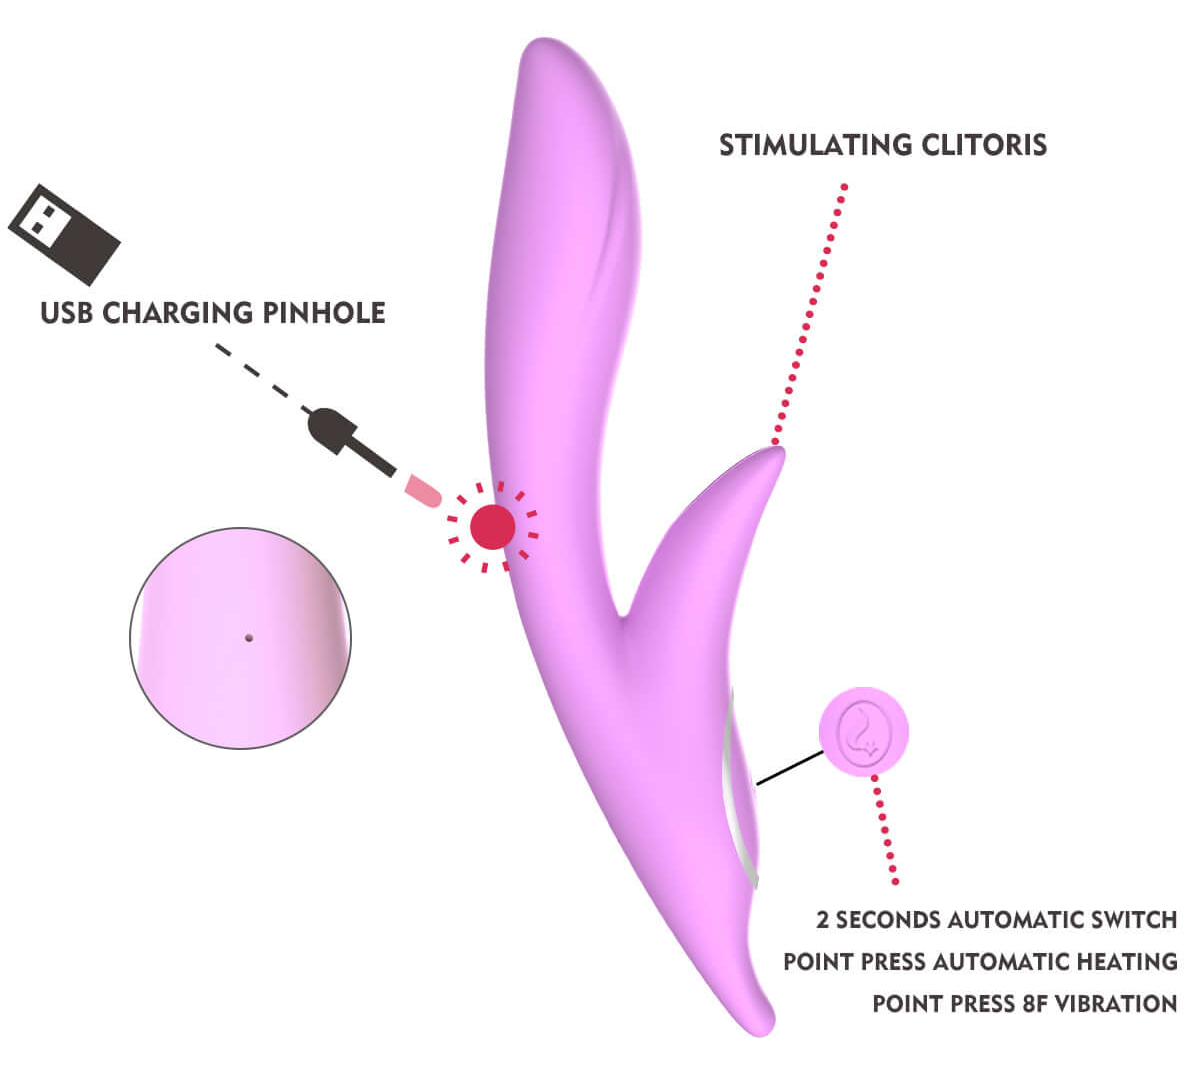 STIMULATING CLITORIS
USB CHARGING PINHOLE
2 SECONDS AUTOMATIC SWITCH
POINT PRESS AUTOMATIC HEATING
POINT PRESS 8F VIBRATION